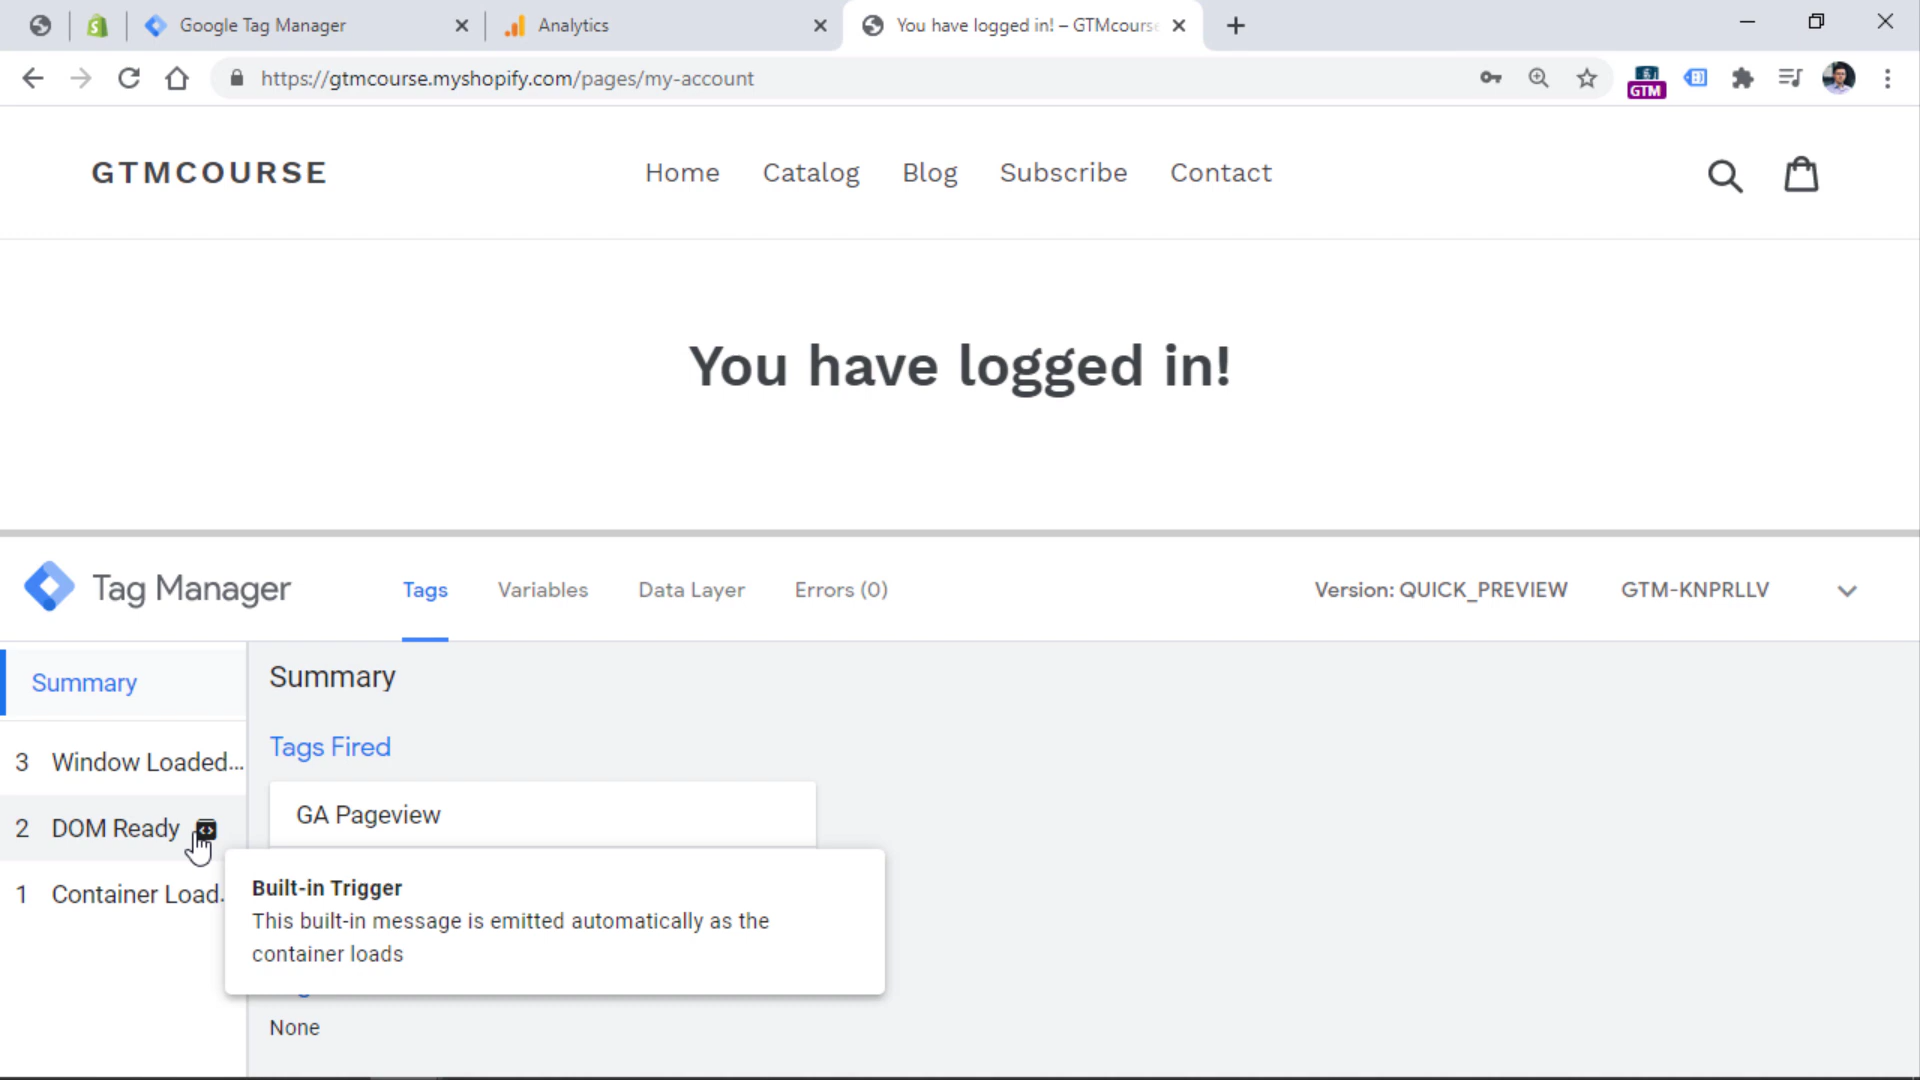 Google Tag Manager
Analytics
You have logged in! – GTMcourse
https://gtmcourse.myshopify.com/pages/my-account
GTM
GTMCOURSE
Home
Catalog
Blog
Subscribe
Contact
You have logged in!
Tag Manager
Tags
Variables
Data Layer
Errors (0)
Version: QUICK_PREVIEW
GTM-KNPRLLV
Summary
3 Window Loaded...
2 DOM Ready
1 Container Load.
Summary
Tags Fired
GA Pageview
Built-in Trigger
This built-in message is emitted automatically as the
container loads
None